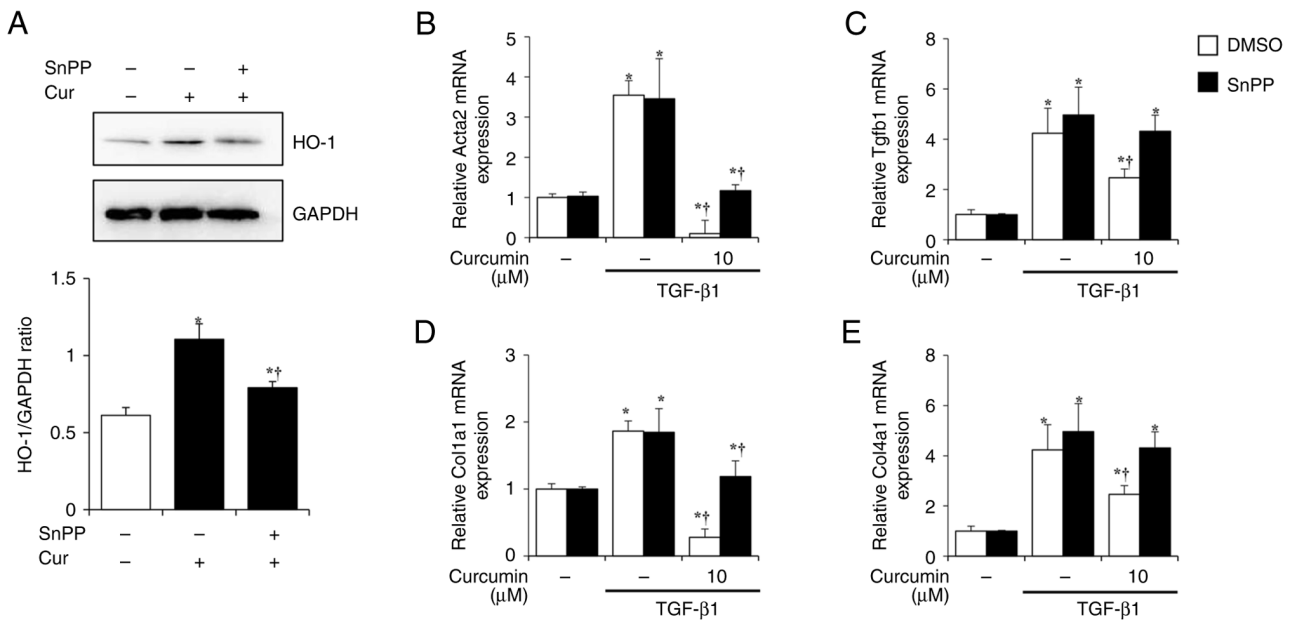 A
SnPP – – +
Cur – + +
HO-1
GAPDH
HO-1/GAPDH ratio
1.5
1
0.5
0
*
*†
SnPP – – +
Cur – + +
B
Relative Acta2 mRNA
expression
5
4
3
2
1
0
* *
*† *†
Curcumin
(μM)
– – 10
TGF-β1
C
Relative Tgfb1 mRNA
expression
8
6
4
2
0
* * *† *
Curcumin
(μM)
– – 10
TGF-β1
DMSO
SnPP
D
Relative Col1a1 mRNA
expression
3
2
1
0
* *
*† *†
Curcumin
(μM)
– – 10
TGF-β1
E
Relative Col4a1 mRNA
expression
8
6
4
2
0
* * *† *
Curcumin
(μM)
– – 10
TGF-β1